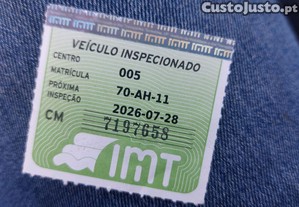 CustoJusto.pt
VEÍCULO INSPECIONADO
CENTRO 005
MATRÍCULA 70-AH-11
PRÓXIMA INSPEÇÃO 2026-07-28
CM 7197658
IMT